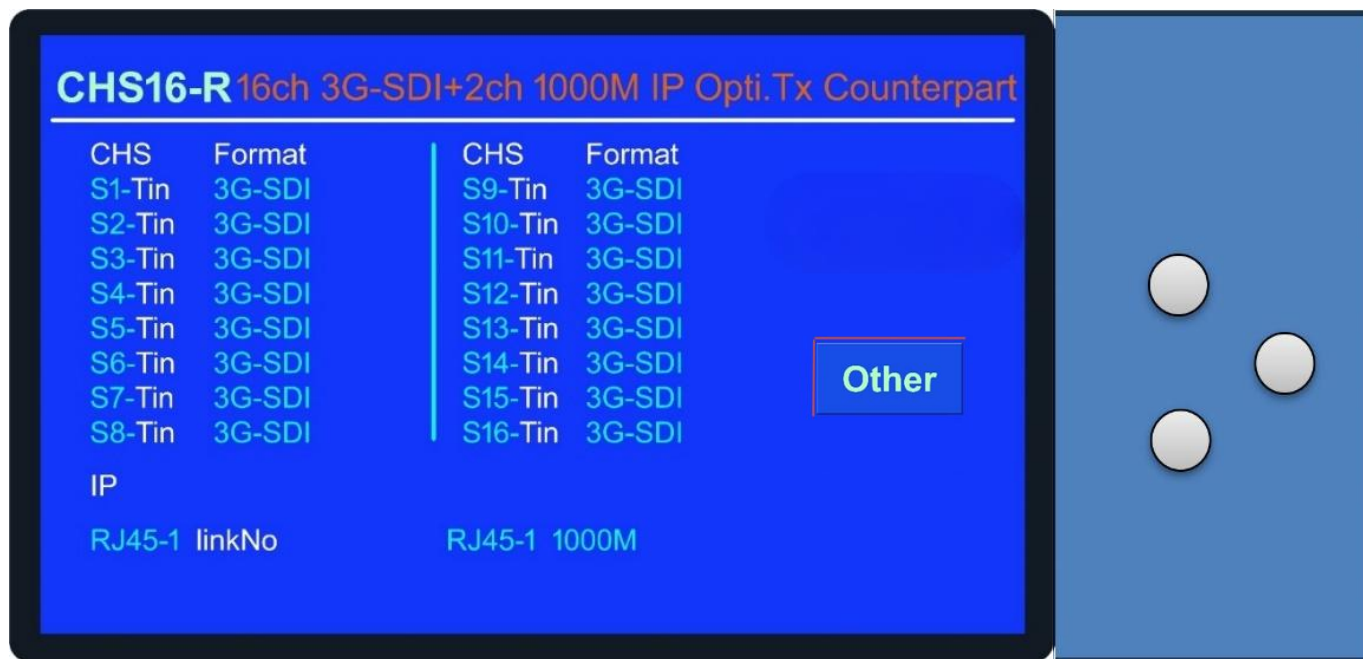 CHS16-R 16ch 3G-SDI+2ch 1000M IP Opti.Tx Counterpart
CHS Format CHS Format
S1-Tin 3G-SDI S9-Tin 3G-SDI
S2-Tin 3G-SDI S10-Tin 3G-SDI
S3-Tin 3G-SDI S11-Tin 3G-SDI
S4-Tin 3G-SDI S12-Tin 3G-SDI
S5-Tin 3G-SDI S13-Tin 3G-SDI
S6-Tin 3G-SDI S14-Tin 3G-SDI
S7-Tin 3G-SDI S15-Tin 3G-SDI
S8-Tin 3G-SDI S16-Tin 3G-SDI
Other
IP
RJ45-1 linkNo RJ45-1 1000M